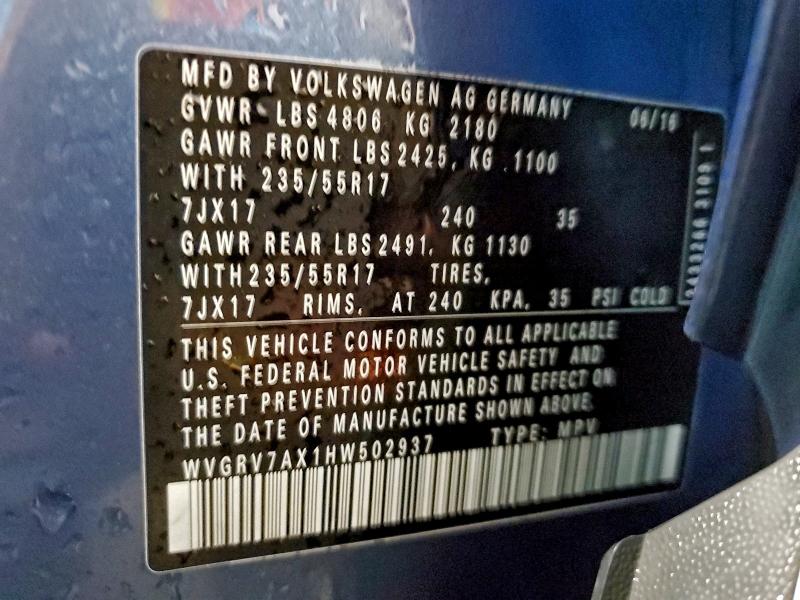 MFD BY VOLKSWAGEN AG GERMANY 06/16
GVWR LBS 4806 KG 2180
GAWR FRONT LBS 2425, KG 1100
WITH 235/55R17
7JX17 240 35
GAWR REAR LBS 2491, KG 1130
WITH 235/55R17 TIRES,
7JX17 RIMS, AT 240 KPA, 35 PSI COLD
THIS VEHICLE CONFORMS TO ALL APPLICABLE
U.S. FEDERAL MOTOR VEHICLE SAFETY AND
THEFT PREVENTION STANDARDS IN EFFECT ON
THE DATE OF MANUFACTURE SHOWN ABOVE.
WVGRV7AX1HW502937 TYPE: MPV